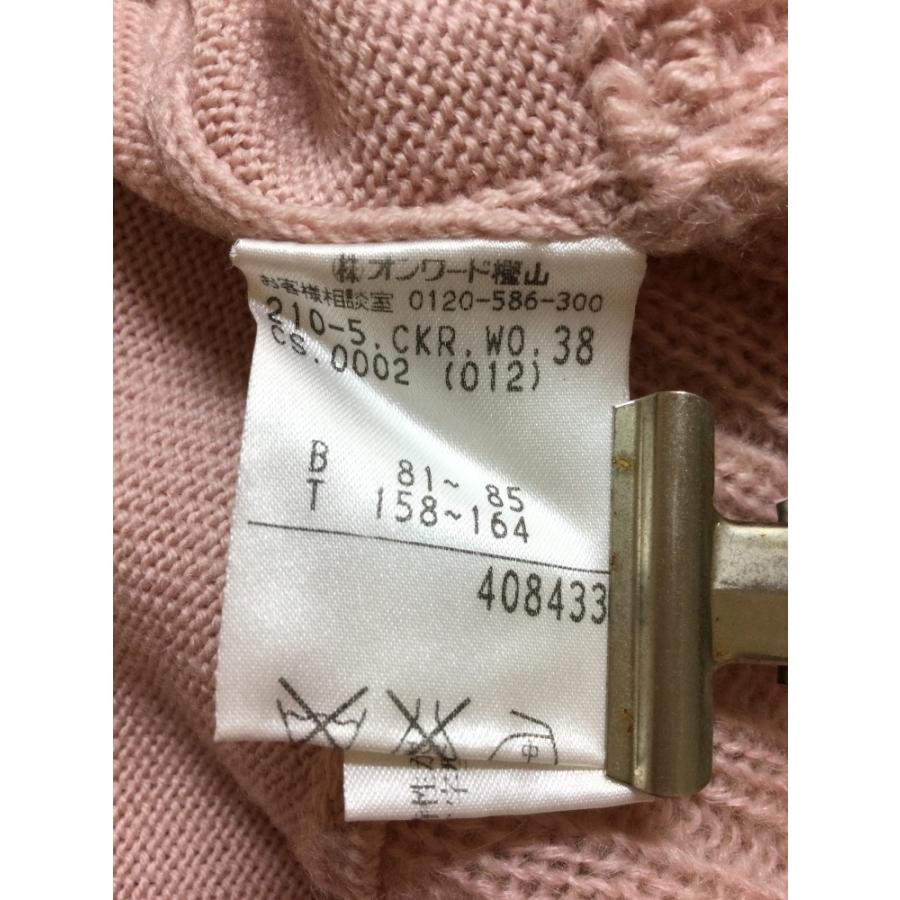 (株)オンワード樫山
お客様相談室 0120-586-300
210-5.CKR.WO.38
CS.0002 (012)
B 81~ 85
T 158~164
408433
中